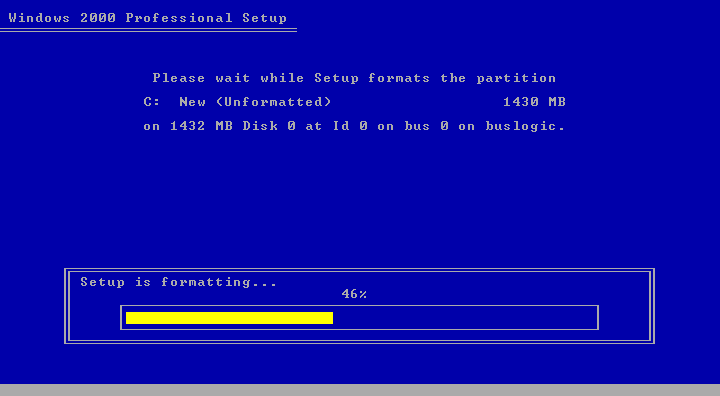 Windows 2000 Professional Setup
Please wait while Setup formats the partition
C:  New (Unformatted)                   1430 MB
on 1432 MB Disk 0 at Id 0 on bus 0 on buslogic.
Setup is formatting...
46%